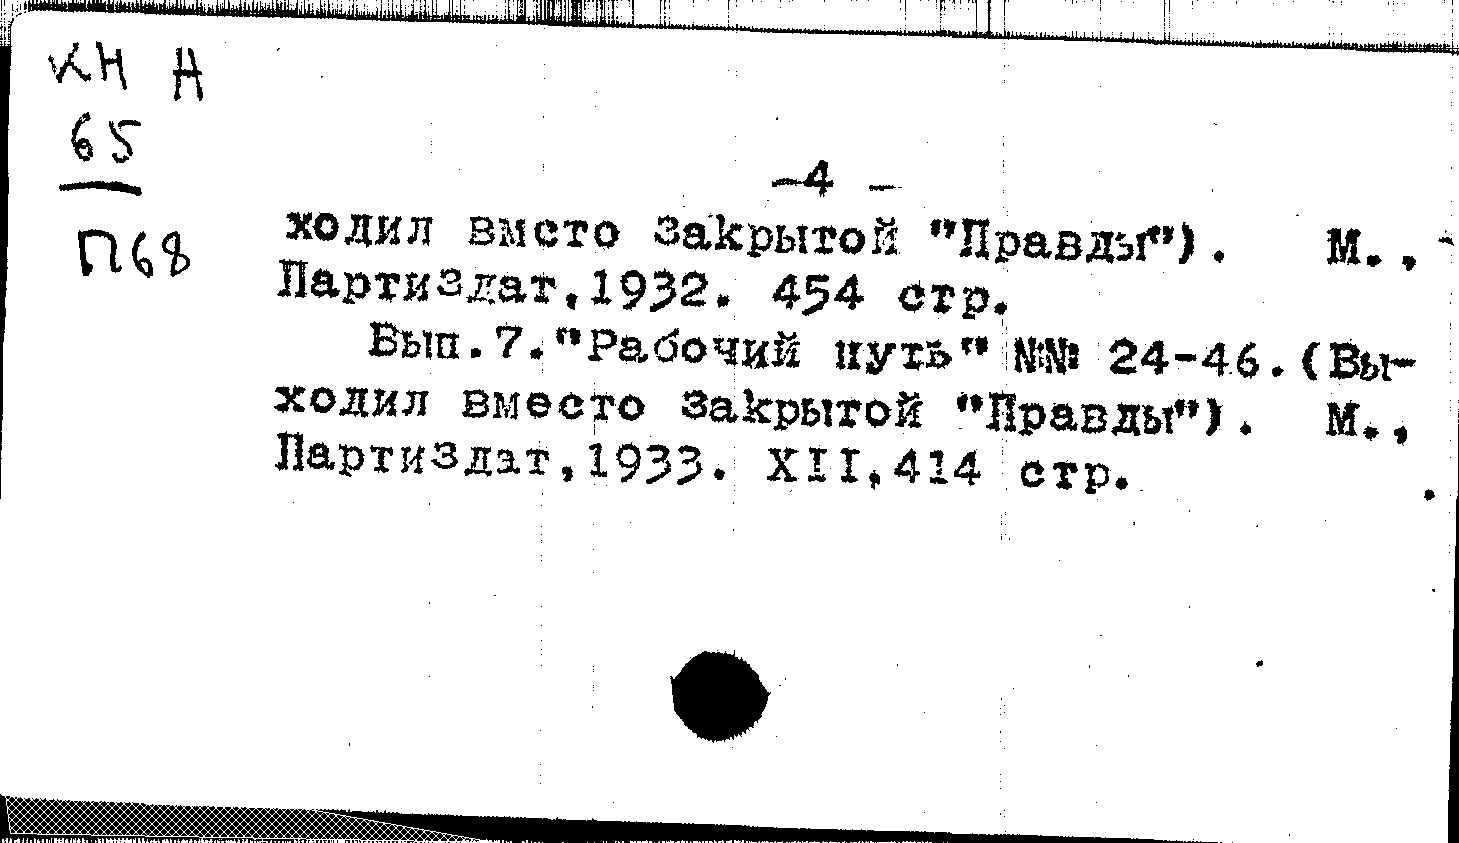 КН Н
65
П68
-4 -
ходил вмсто закрытой "Правды"). М.,
Партиздат,1932. 454 стр.
Вып.7."Рабочий путь" №№ 24-46.(Вы-
ходил вместо закрытой "Правды"). М.,
Партиздат,1933. XII,414 стр.